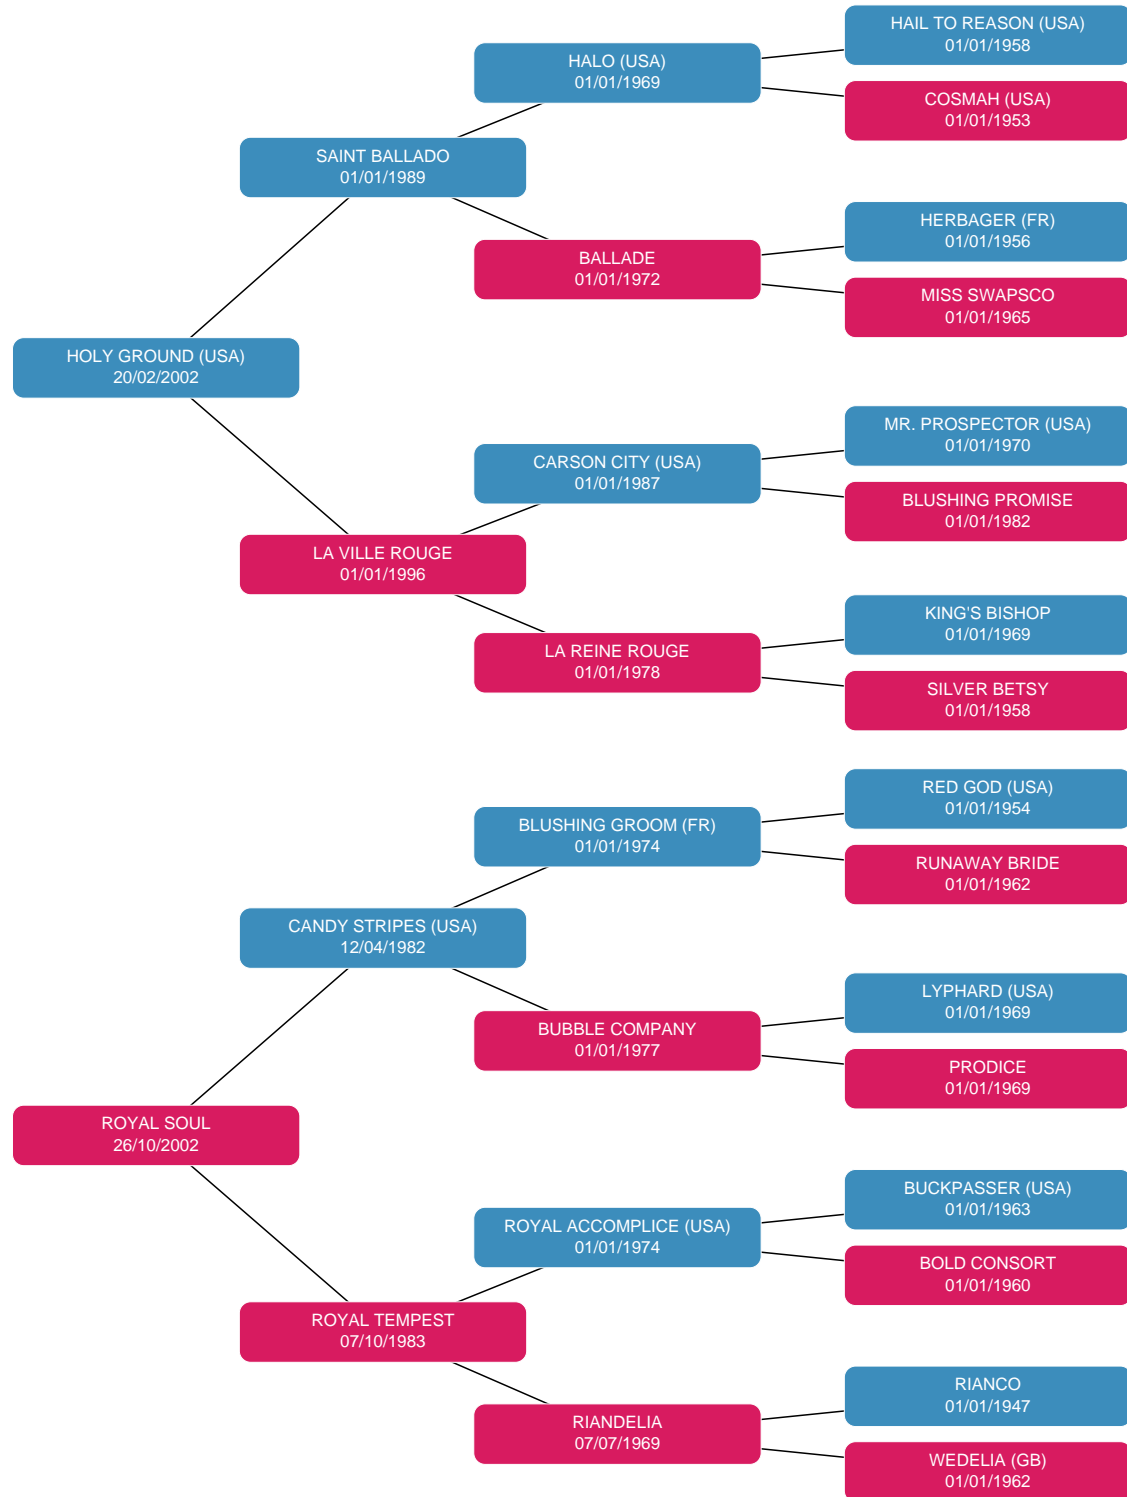 HAIL TO REASON (USA)
01/01/1958
HALO (USA)
01/01/1969
COSMAH (USA)
01/01/1953
SAINT BALLADO
01/01/1989
HERBAGER (FR)
01/01/1956
BALLADE
01/01/1972
MISS SWAPSCO
01/01/1965
HOLY GROUND (USA)
20/02/2002
MR. PROSPECTOR (USA)
01/01/1970
CARSON CITY (USA)
01/01/1987
BLUSHING PROMISE
01/01/1982
LA VILLE ROUGE
01/01/1996
KING'S BISHOP
01/01/1969
LA REINE ROUGE
01/01/1978
SILVER BETSY
01/01/1958
RED GOD (USA)
01/01/1954
BLUSHING GROOM (FR)
01/01/1974
RUNAWAY BRIDE
01/01/1962
CANDY STRIPES (USA)
12/04/1982
LYPHARD (USA)
01/01/1969
BUBBLE COMPANY
01/01/1977
PRODICE
01/01/1969
ROYAL SOUL
26/10/2002
BUCKPASSER (USA)
01/01/1963
ROYAL ACCOMPLICE (USA)
01/01/1974
BOLD CONSORT
01/01/1960
ROYAL TEMPEST
07/10/1983
RIANCO
01/01/1947
RIANDELIA
07/07/1969
WEDELIA (GB)
01/01/1962